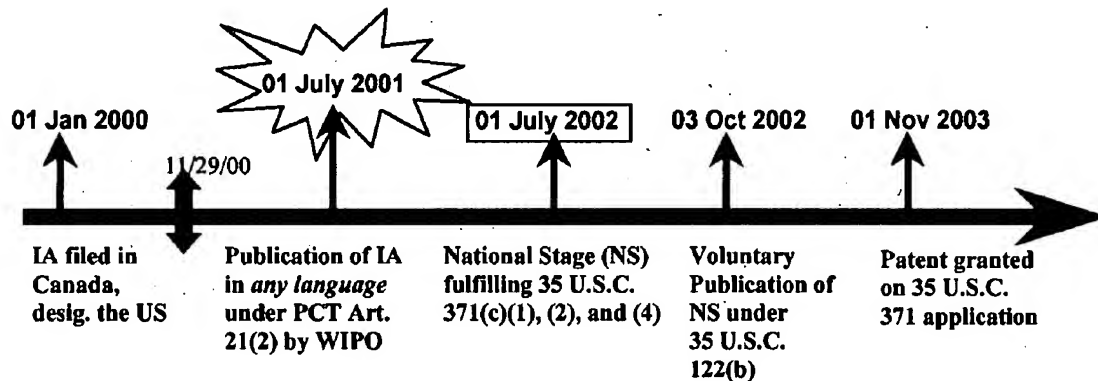 01 July 2001
01 Jan 2000
01 July 2002
03 Oct 2002
01 Nov 2003
11/29/00
IA filed in
Canada,
desig. the US
Publication of IA
in any language
under PCT Art.
21(2) by WIPO
National Stage (NS)
fulfilling 35 U.S.C.
371(c)(1), (2), and (4)
Voluntary
Publication of
NS under
35 U.S.C.
122(b)
Patent granted
on 35 U.S.C.
371 application